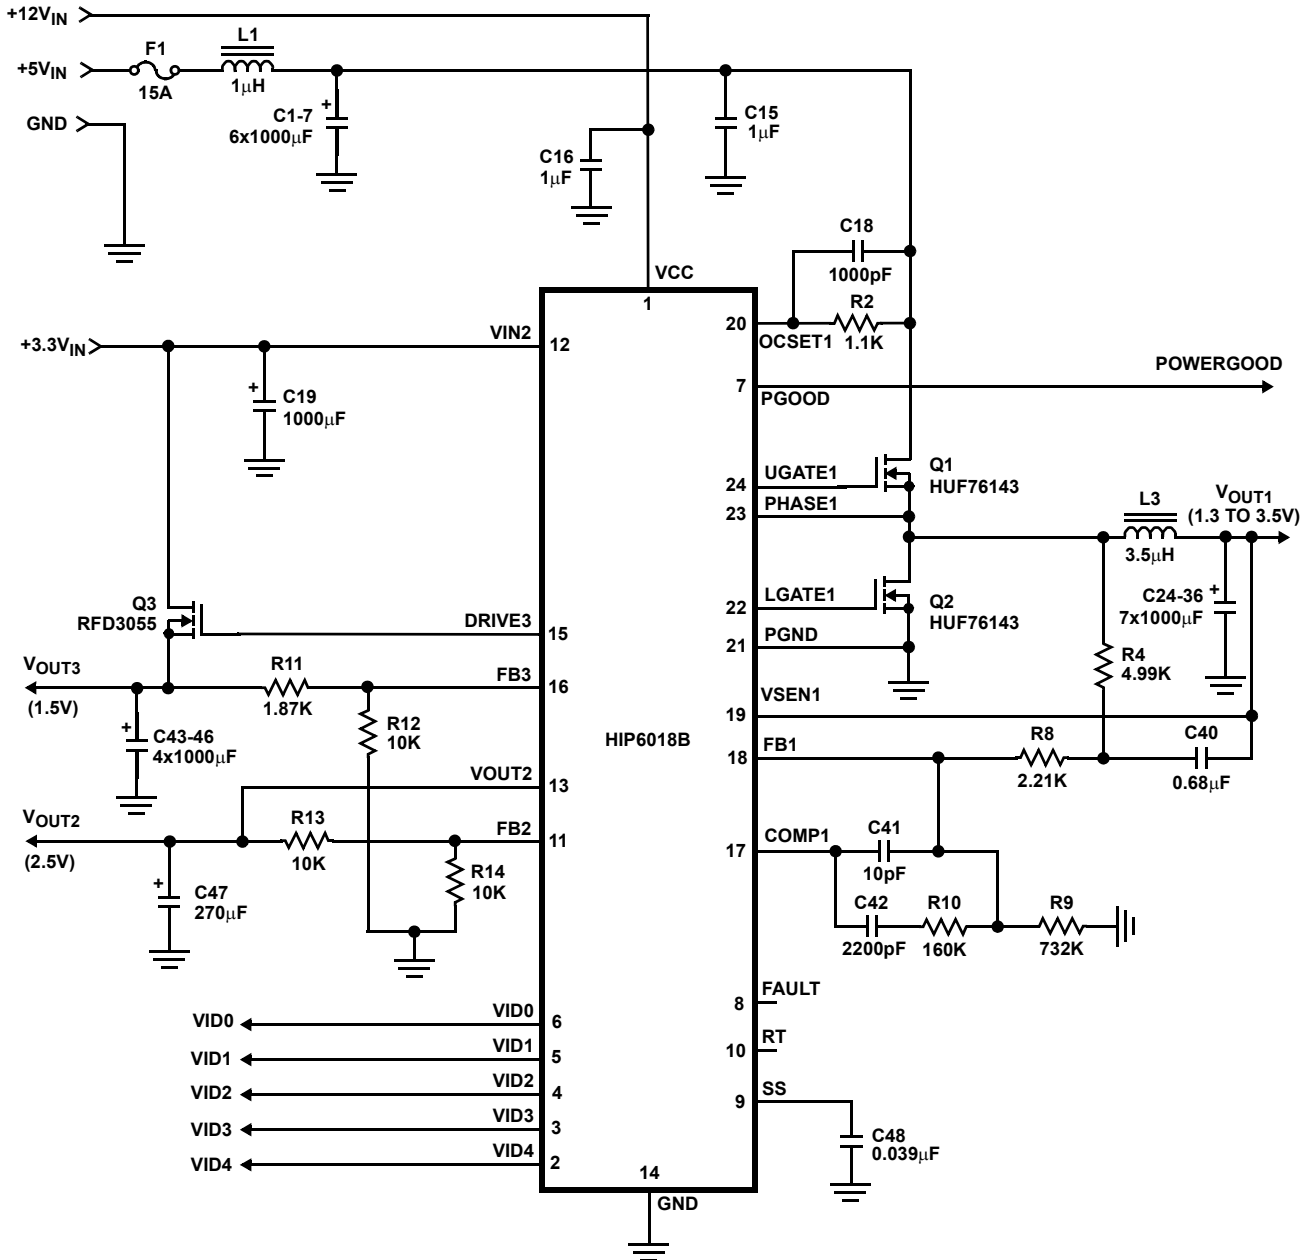 +12VIN
F1
L1
+5VIN
15A
1μH
GND
+
C1-7
6x1000μF
C15
1μF
C16
1μF
C18
1000pF
VCC
1
R2
1.1K
20
OCSET1
+3.3VIN
VIN2
12
+
C19
1000μF
POWERGOOD
7
PGOOD
Q1
HUF76143
UGATE1
24
PHASE1
23
L3
3.5μH
VOUT1
(1.3 TO 3.5V)
Q3
RFD3055
DRIVE3
15
LGATE1
22
Q2
HUF76143
PGND
21
+
C24-36
7x1000μF
R4
4.99K
VOUT3
(1.5V)
R11
1.87K
FB3
16
VSEN1
19
+
C43-46
4x1000μF
R12
10K
HIP6018B
FB1
18
R8
2.21K
C40
0.68μF
VOUT2
13
VOUT2
(2.5V)
R13
10K
FB2
11
COMP1
17
C41
10pF
R14
10K
+
C47
270μF
C42
2200pF
R10
160K
R9
732K
FAULT
8
RT
10
SS
9
C48
0.039μF
VID0
VID0
6
VID1
VID1
5
VID2
VID2
4
VID3
VID3
3
VID4
VID4
2
14
GND